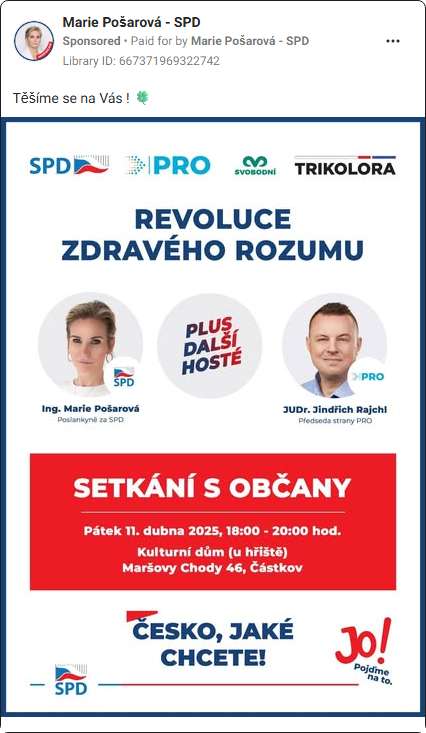 Marie Pošarová - SPD
Sponsored • Paid for by Marie Pošarová - SPD
Library ID: 667371969322742
Těšíme se na Vás !
SPD
PRO
SVOBODNÍ
TRIKOLORA
REVOLUCE
ZDRAVÉHO ROZUMU
PLUS
DALŠÍ
HOSTÉ
SPD
PRO
Ing. Marie Pošarová
Poslankyně za SPD
JUDr. Jindřich Rajchl
Předseda strany PRO
SETKÁNÍ S OBČANY
Pátek 11. dubna 2025, 18:00 - 20:00 hod.
Kulturní dům (u hřiště)
Maršovy Chody 46, Částkov
ČESKO, JAKÉ
CHCETE!
Jo!
Pojďme
na to.
SPD